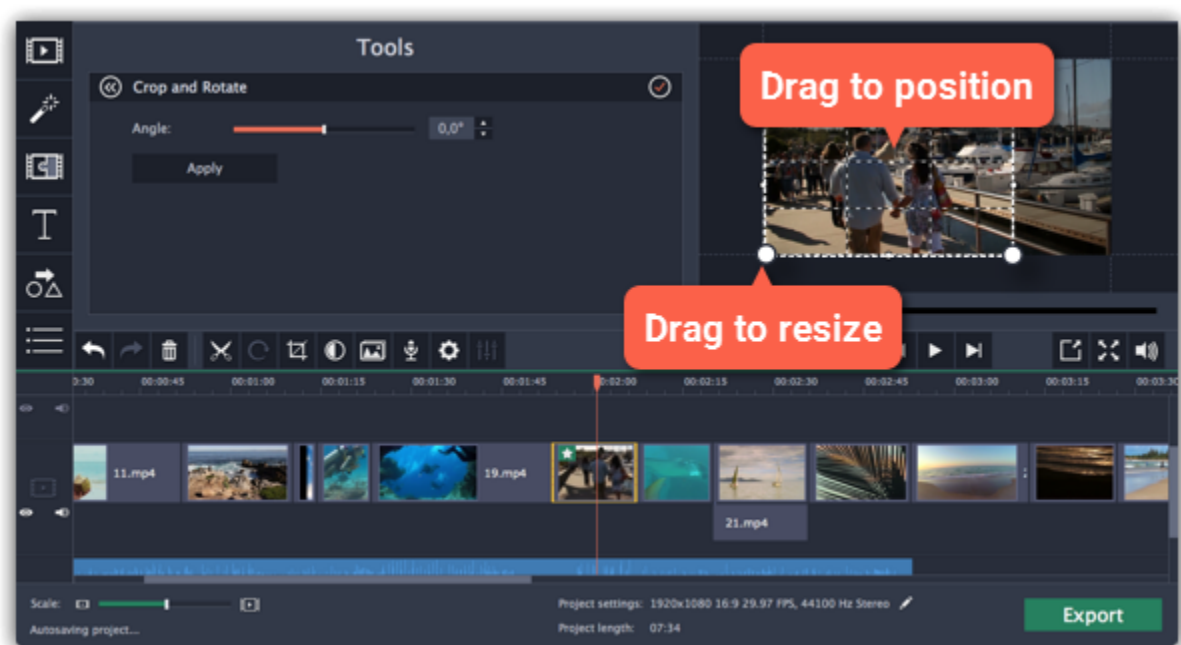 Tools
Drag to position
Crop and Rotate
Angle:
0,0°
Apply
T
Drag to resize
0:30 00:00:45 00:01:00 00:01:15 00:01:30 00:01:45 0:02:00 00:02:15 00:02:30 00:02:45 00:03:00 00:03:15 00:03:30
11.mp4
19.mp4
21.mp4
Scale:
Project settings: 1920x1080 16:9 29.97 FPS, 44100 Hz Stereo
Export
Autosaving project...
Project length: 07:34